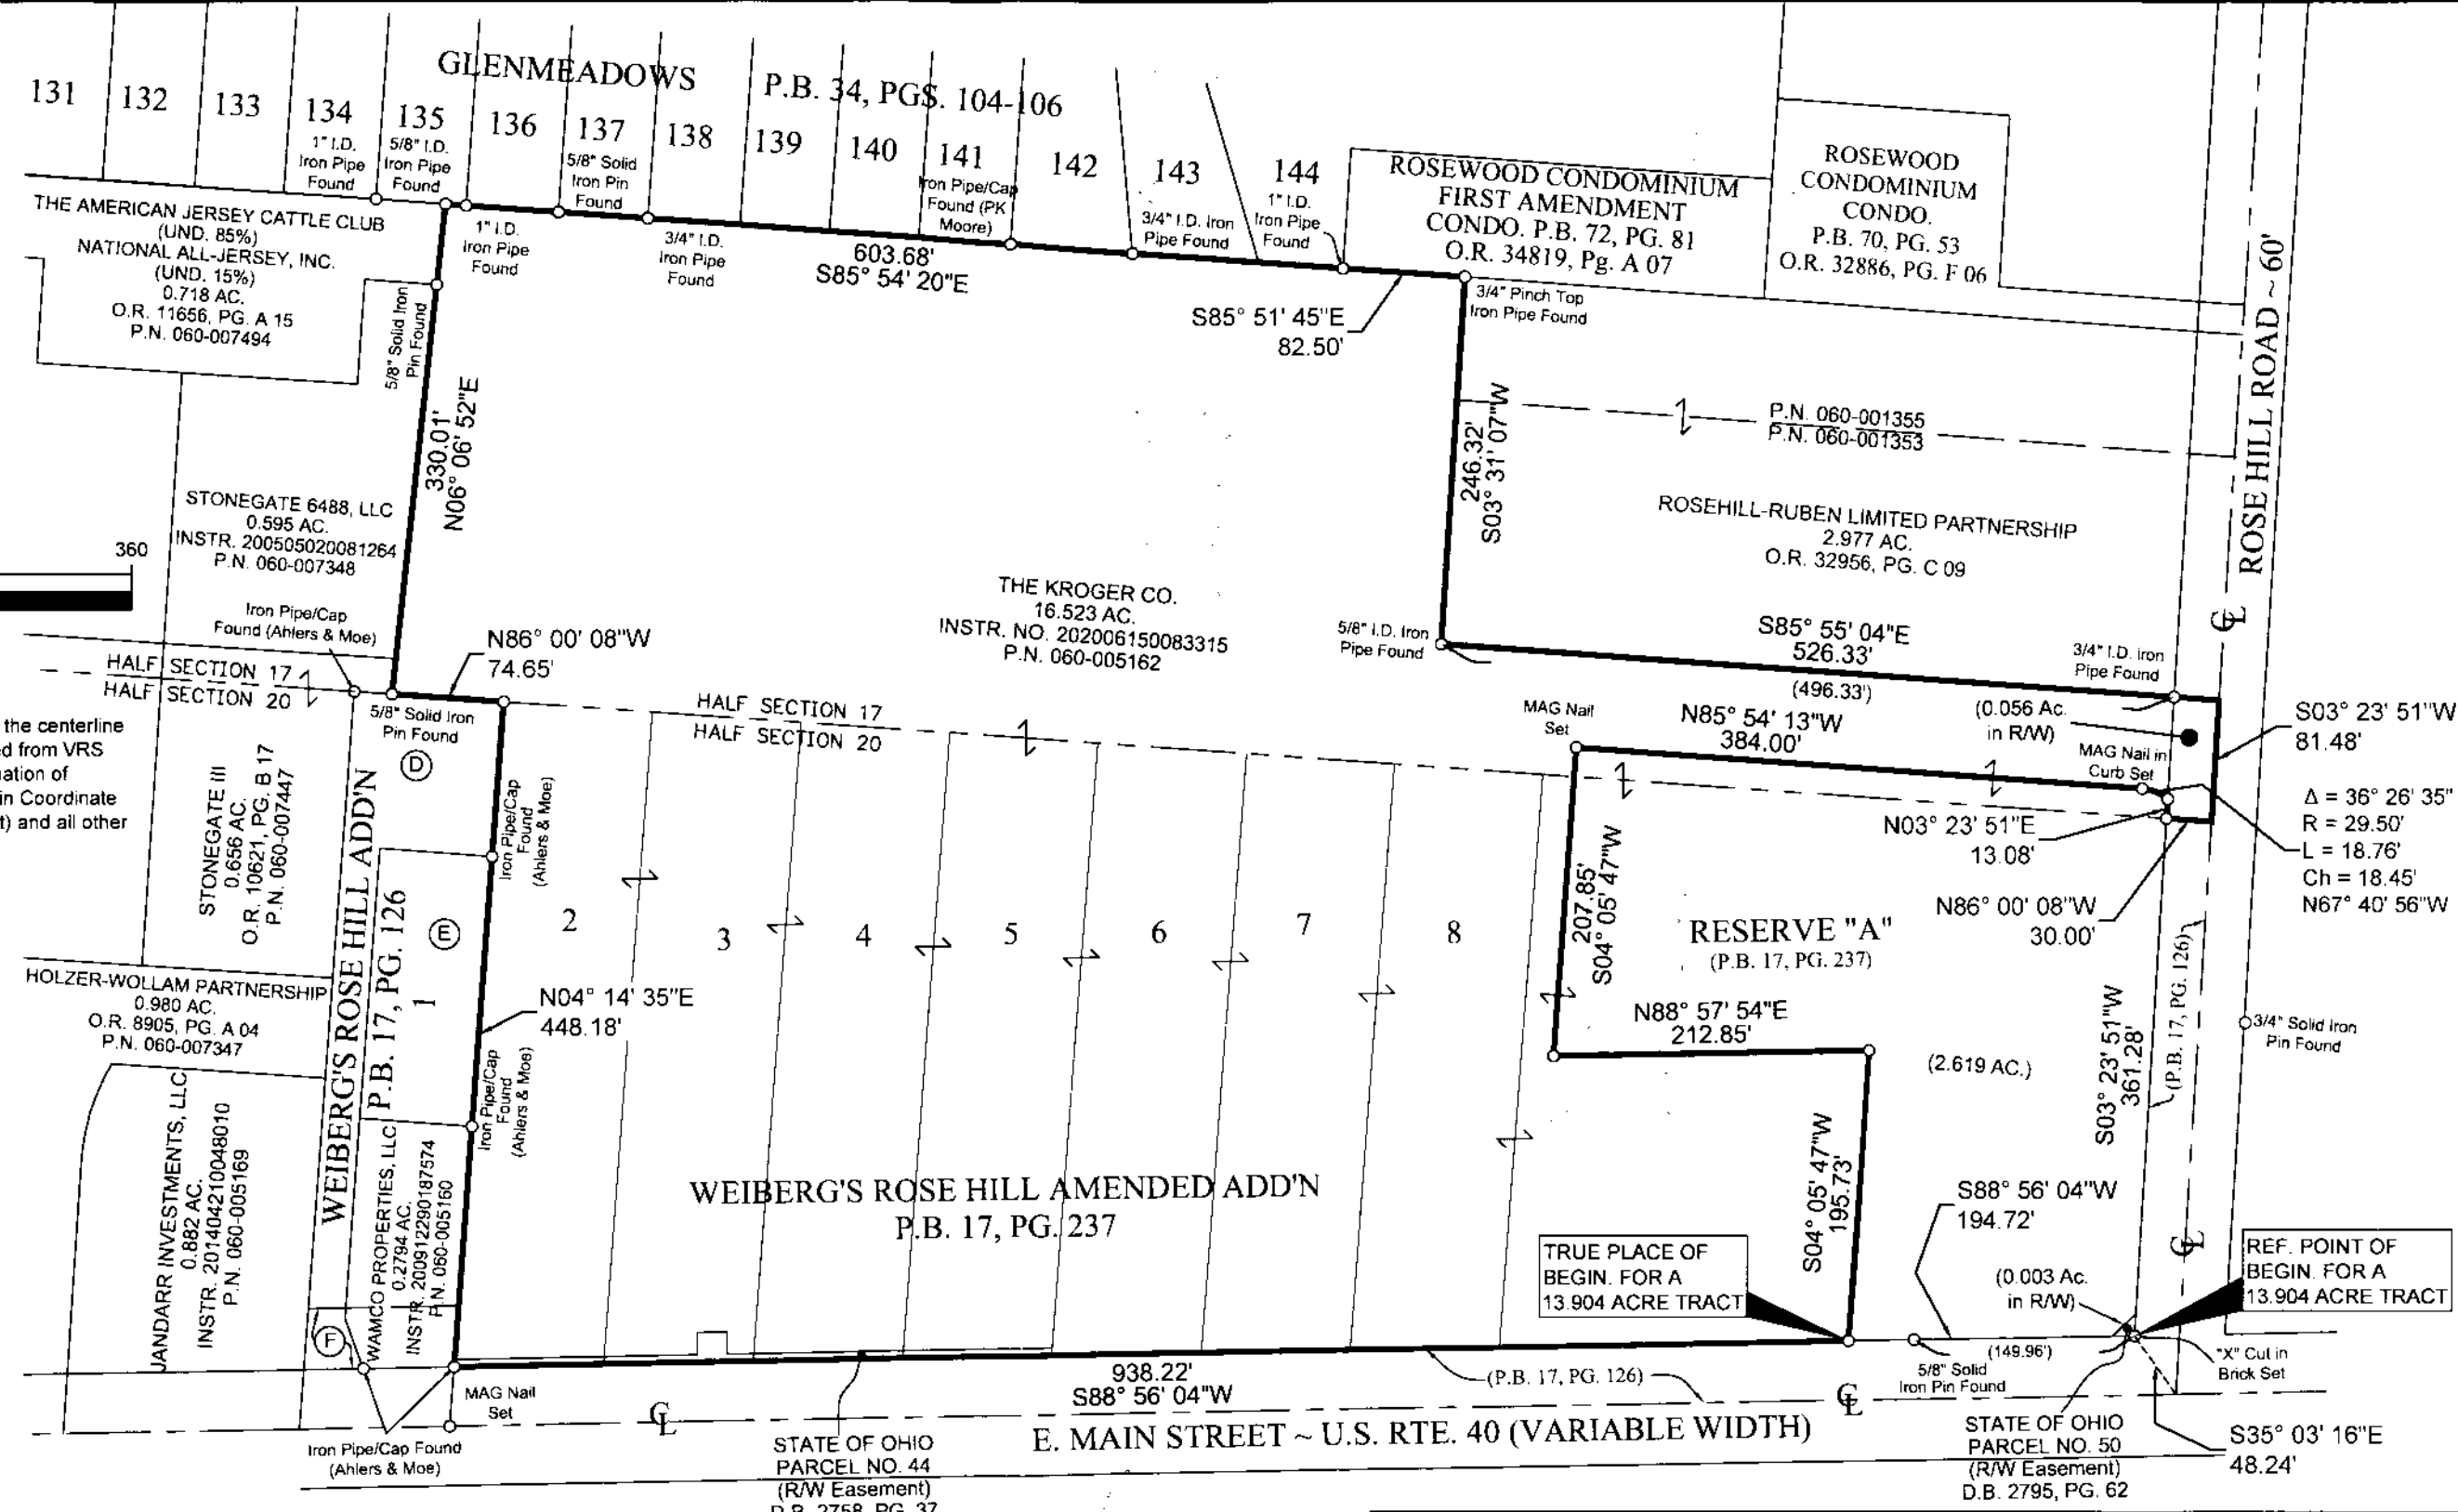 GLENMEADOWS
P.B. 34, PGS. 104-106
131
132
133
134
1" I.D.
Iron Pipe
Found
135
5/8" I.D.
Iron Pipe
Found
136
137
5/8" Solid
Iron Pin
Found
138
139
140
141
Iron Pipe/Cap
Found (PK
Moore)
142
143
3/4" I.D. Iron
Pipe Found
144
1" I.D.
Iron Pipe
Found
ROSEWOOD CONDOMINIUM
FIRST AMENDMENT
CONDO. P.B. 72, PG. 81
O.R. 34819, Pg. A 07
ROSEWOOD
CONDOMINIUM
CONDO.
P.B. 70, PG. 53
O.R. 32886, PG. F 06
ROSE HILL ROAD ~ 60'
THE AMERICAN JERSEY CATTLE CLUB
(UND. 85%)
NATIONAL ALL-JERSEY, INC.
(UND. 15%)
0.718 AC.
O.R. 11656, PG. A 15
P.N. 060-007494
1" I.D.
Iron Pipe
Found
3/4" I.D.
Iron Pipe
Found
603.68'
S85° 54' 20"E
S85° 51' 45"E
82.50'
3/4" Pinch Top
Iron Pipe Found
5/8" Solid Iron
Pin Found
330.01'
N06° 06' 52"E
246.32'
S03° 31' 07"W
P.N. 060-001355
P.N. 060-001353
ROSEHILL-RUBEN LIMITED PARTNERSHIP
2.977 AC.
O.R. 32956, PG. C 09
STONEGATE 6488, LLC
0.595 AC.
INSTR. 200505020081264
P.N. 060-007348
360
Iron Pipe/Cap
Found (Ahlers & Moe)
N86° 00' 08"W
74.65'
THE KROGER CO.
16.523 AC.
INSTR. NO. 202006150083315
P.N. 060-005162
5/8" I.D. Iron
Pipe Found
S85° 55' 04"E
526.33'
(496.33')
3/4" I.D. Iron
Pipe Found
HALF SECTION 17
HALF SECTION 20
5/8" Solid Iron
Pin Found
HALF SECTION 17
HALF SECTION 20
MAG Nail
Set
N85° 54' 13"W
384.00'
(0.056 Ac.
in R/W)
MAG Nail in
Curb Set
S03° 23' 51"W
81.48'
Δ = 36° 26' 35"
R = 29.50'
L = 18.76'
Ch = 18.45'
N67° 40' 56"W
N03° 23' 51"E
13.08'
N86° 00' 08"W
30.00'
the centerline
d from VRS
ation of
in Coordinate
t) and all other
STONEGATE III
0.656 AC.
O.R. 10621, PG. B 17
P.N. 060-007447
WEIBERG'S ROSE HILL ADD'N
P.B. 17, PG. 126
D
E
1
Iron Pipe/Cap
Found
(Ahlers & Moe)
2
3
4
5
6
7
8
207.85'
S04° 05' 47"W
RESERVE "A"
(P.B. 17, PG. 237)
N88° 57' 54"E
212.85'
(2.619 AC.)
S03° 23' 51"W
361.28'
(P.B. 17, PG. 126)
3/4" Solid Iron
Pin Found
HOLZER-WOLLAM PARTNERSHIP
0.980 AC.
O.R. 8905, PG. A 04
P.N. 060-007347
N04° 14' 35"E
448.18'
Iron Pipe/Cap
Found
(Ahlers & Moe)
JANDARR INVESTMENTS, LLC
0.882 AC.
INSTR. 201404210048010
P.N. 060-005169
WAMCO PROPERTIES, LLC
0.2794 AC.
INSTR. 200912290187574
P.N. 060-005160
F
WEIBERG'S ROSE HILL AMENDED ADD'N
P.B. 17, PG. 237
S04° 05' 47"W
195.73'
TRUE PLACE OF
BEGIN. FOR A
13.904 ACRE TRACT
S88° 56' 04"W
194.72'
(0.003 Ac.
in R/W)
REF. POINT OF
BEGIN. FOR A
13.904 ACRE TRACT
(149.96')
5/8" Solid
Iron Pin Found
"X" Cut in
Brick Set
MAG Nail
Set
938.22'
S88° 56' 04"W
(P.B. 17, PG. 126)
Iron Pipe/Cap Found
(Ahlers & Moe)
E. MAIN STREET ~ U.S. RTE. 40 (VARIABLE WIDTH)
STATE OF OHIO
PARCEL NO. 44
(R/W Easement)
D.B. 2758, PG. 37
STATE OF OHIO
PARCEL NO. 50
(R/W Easement)
D.B. 2795, PG. 62
S35° 03' 16"E
48.24'